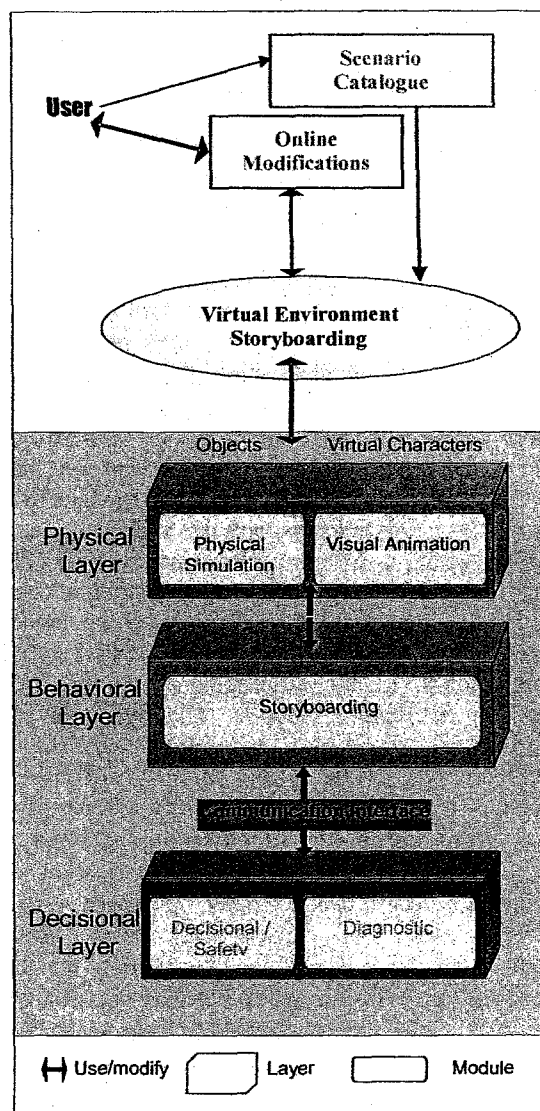 Scenario
Catalogue
User
Online
Modifications
Virtual Environment
Storyboarding
Objects Virtual Characters
Physical
Layer
Physical
Simulation
Visual Animation
Behavioral
Layer
Storyboarding
Communication Interface
Decisional
Layer
Decisional /
Safety
Diagnostic
Use/modify Layer Module